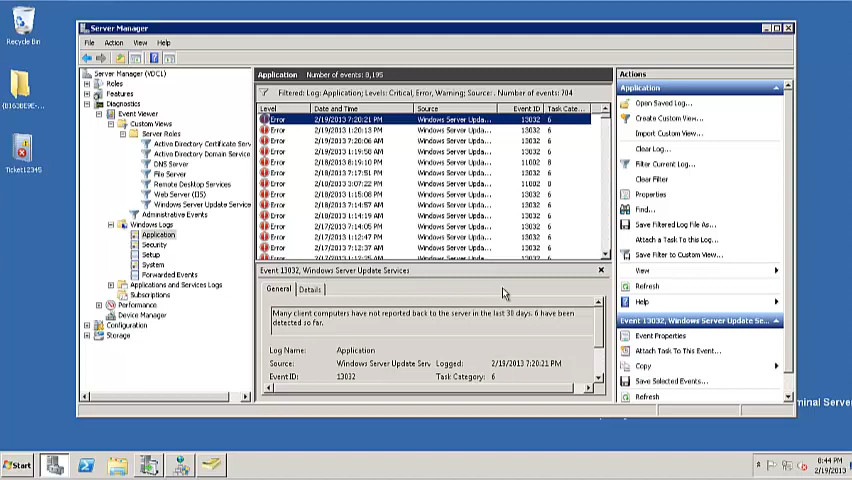 Recycle Bin
{B163E9E-...
Ticket12345
Server Manager
File Action View Help
Server Manager (VDC1)
Roles
Features
Diagnostics
Event Viewer
Custom Views
Server Roles
Active Directory Certificate Serv
Active Directory Domain Service
DNS Server
File Server
Remote Desktop Services
Web Server (IIS)
Windows Server Update Service
Administrative Events
Windows Logs
Application
Security
Setup
System
Forwarded Events
Applications and Services Logs
Subscriptions
Performance
Device Manager
Configuration
Storage
Application Number of events: 8,195
Filtered: Log: Application; Levels: Critical, Error, Warning; Source: . Number of events: 704
Level Date and Time Source Event ID Task Cate...
Error 2/19/2013 7:20:21 PM Windows Server Upda... 13032 6
Error 2/19/2013 1:20:13 PM Windows Server Upda... 13032 6
Error 2/19/2013 7:20:06 AM Windows Server Upda... 13032 6
Error 2/19/2013 1:19:50 AM Windows Server Upda... 13032 6
Error 2/18/2013 8:19:10 PM Windows Server Upda... 11002 8
Error 2/18/2013 7:17:51 PM Windows Server Upda... 13032 6
Error 2/18/2013 3:07:22 PM Windows Server Upda... 11002 8
Error 2/18/2013 1:15:08 PM Windows Server Upda... 13032 6
Error 2/18/2013 7:14:57 AM Windows Server Upda... 13032 6
Error 2/18/2013 1:14:19 AM Windows Server Upda... 13032 6
Error 2/17/2013 7:14:05 PM Windows Server Upda... 13032 6
Error 2/17/2013 1:12:47 PM Windows Server Upda... 13032 6
Error 2/17/2013 7:12:37 AM Windows Server Upda... 13032 6
Event 13032, Windows Server Update Services
General Details
Many client computers have not reported back to the server in the last 30 days. 6 have been
detected so far.
Log Name: Application
Source: Windows Server Update Serv Logged: 2/19/2013 7:20:21 PM
Event ID: 13032 Task Category: 6
Actions
Application
Open Saved Log...
Create Custom View...
Import Custom View...
Clear Log...
Filter Current Log...
Clear Filter
Properties
Find...
Save Filtered Log File As...
Attach a Task To this Log...
Save Filter to Custom View...
View
Refresh
Help
Event 13032, Windows Server Update Se...
Event Properties
Attach Task To This Event...
Copy
Save Selected Events...
Refresh
minal Server
Start
8:44 PM
2/19/2013